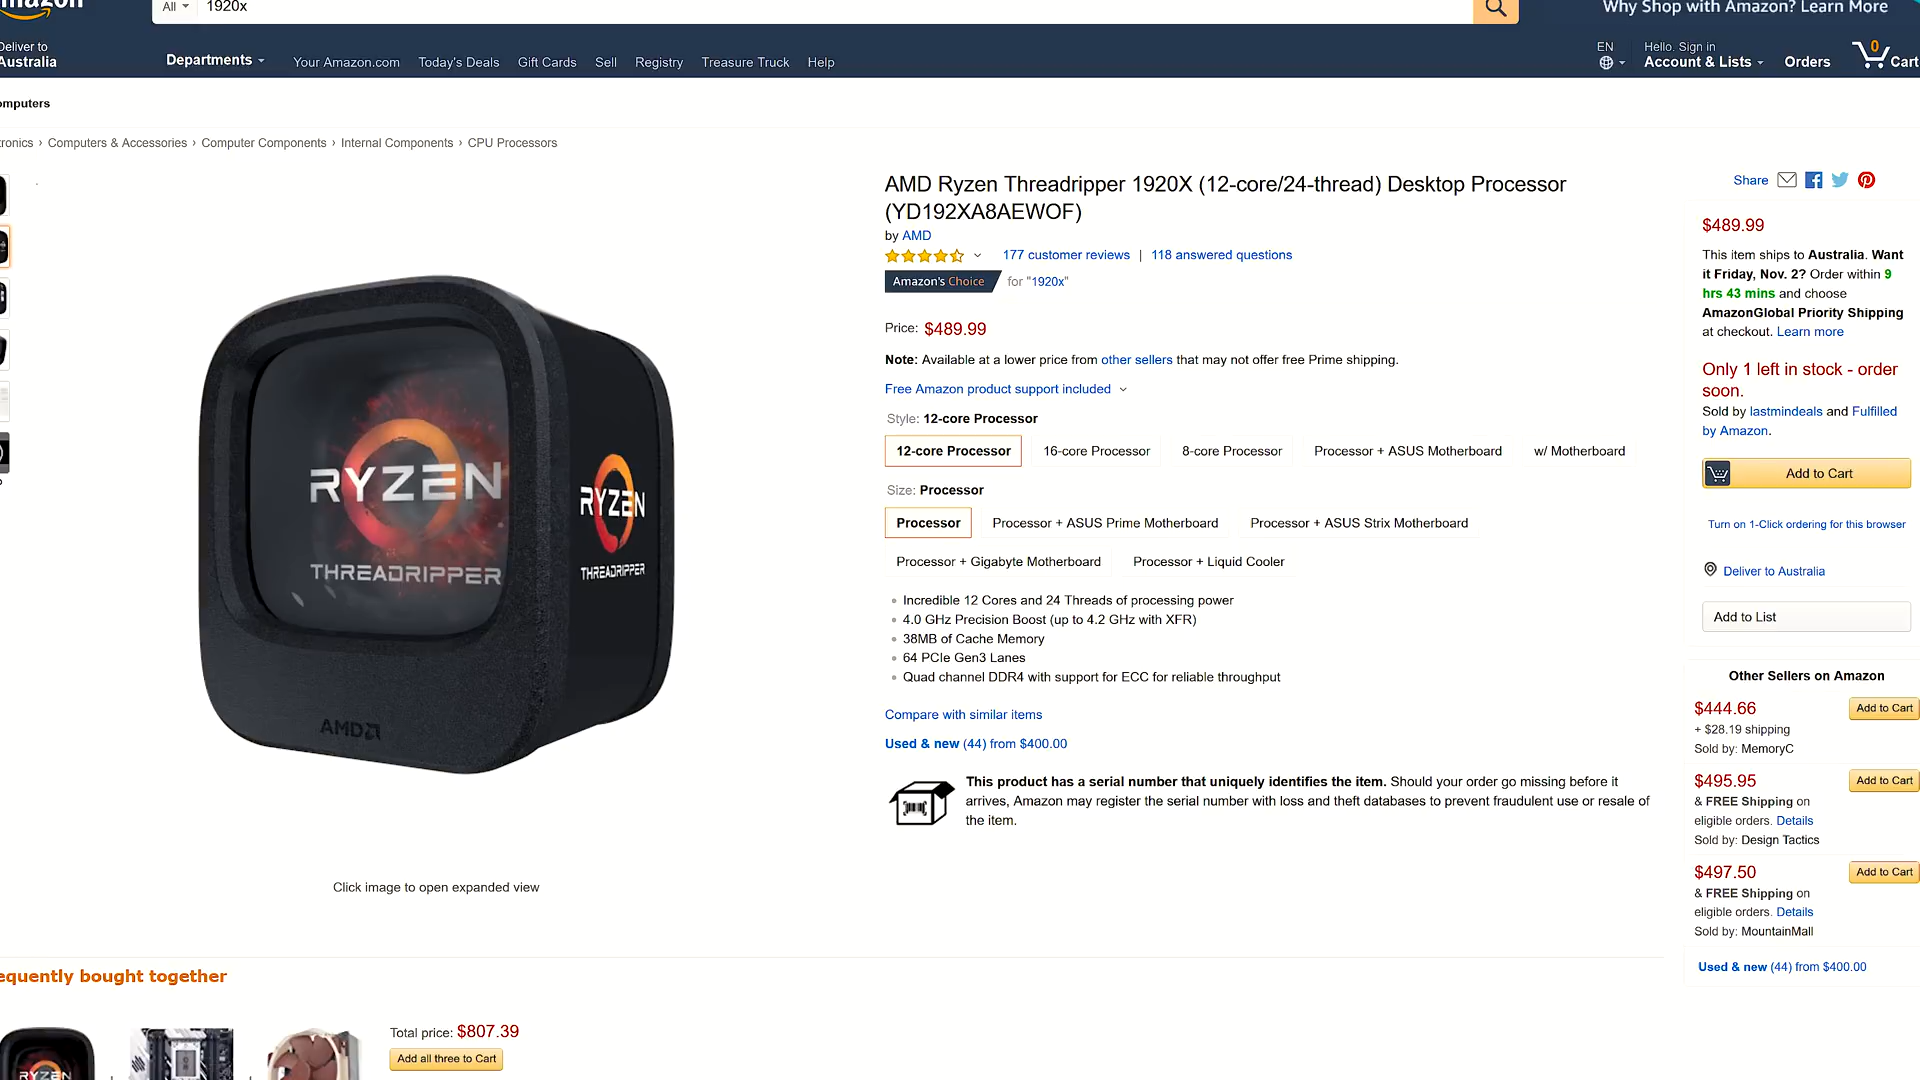 All
1920x
Why Shop with Amazon? Learn More
Deliver to
Australia
Departments
Your Amazon.com
Today's Deals
Gift Cards
Sell
Registry
Treasure Truck
Help
EN
Hello. Sign in
Account & Lists
Orders
0
Cart
Computers & Accessories › Computer Components › Internal Components › CPU Processors
RYZEN
THREADRIPPER
AMD
RYZEN
THREADRIPPER
Click image to open expanded view
AMD Ryzen Threadripper 1920X (12-core/24-thread) Desktop Processor
(YD192XA8AEWOF)
by AMD
177 customer reviews | 118 answered questions
Amazon's Choice for "1920x"
Price: $489.99
Note: Available at a lower price from other sellers that may not offer free Prime shipping.
Free Amazon product support included
Style: 12-core Processor
12-core Processor
16-core Processor
8-core Processor
Processor + ASUS Motherboard
w/ Motherboard
Size: Processor
Processor
Processor + ASUS Prime Motherboard
Processor + ASUS Strix Motherboard
Processor + Gigabyte Motherboard
Processor + Liquid Cooler
Incredible 12 Cores and 24 Threads of processing power
4.0 GHz Precision Boost (up to 4.2 GHz with XFR)
38MB of Cache Memory
64 PCIe Gen3 Lanes
Quad channel DDR4 with support for ECC for reliable throughput
Compare with similar items
Used & new (44) from $400.00
This product has a serial number that uniquely identifies the item. Should your order go missing before it
arrives, Amazon may register the serial number with loss and theft databases to prevent fraudulent use or resale of
the item.
Share
$489.99
This item ships to Australia. Want
it Friday, Nov. 2? Order within 9
hrs 43 mins and choose
AmazonGlobal Priority Shipping
at checkout. Learn more
Only 1 left in stock - order
soon.
Sold by lastmindeals and Fulfilled
by Amazon.
Add to Cart
Turn on 1-Click ordering for this browser
Deliver to Australia
Add to List
Other Sellers on Amazon
$444.66
Add to Cart
+ $28.19 shipping
Sold by: MemoryC
$495.95
Add to Cart
& FREE Shipping on
eligible orders. Details
Sold by: Design Tactics
$497.50
Add to Cart
& FREE Shipping on
eligible orders. Details
Sold by: MountainMall
Used & new (44) from $400.00
bought together
RYZEN
Total price: $807.39
Add all three to Cart